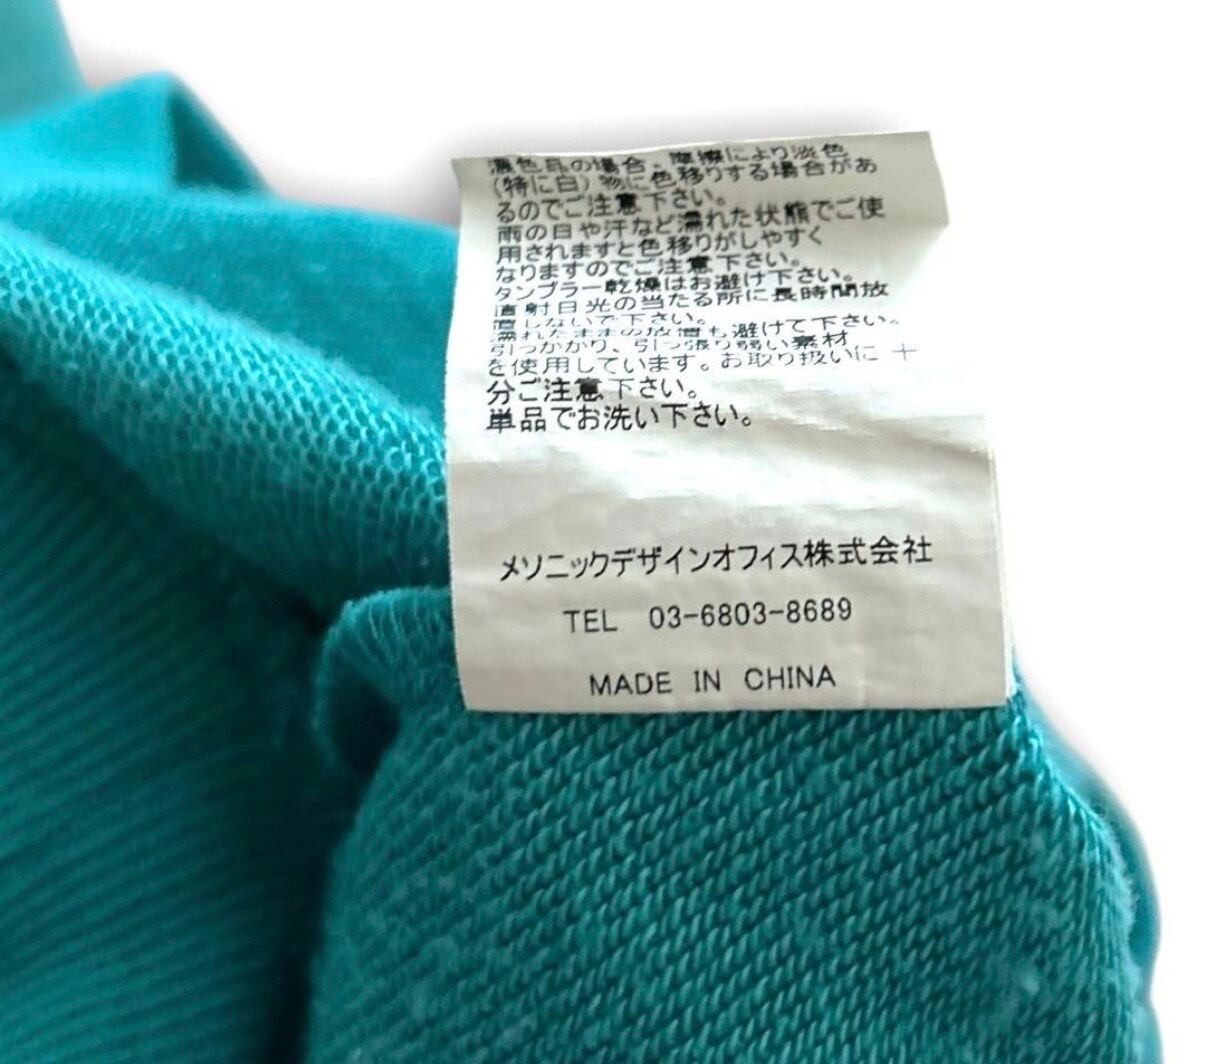 濃色品の場合、摩擦により淡色
(特に白)物に色移りする場合があ
るのでご注意下さい。
雨の日や汗など濡れた状態でご使
用されますと色移りがしやすく
なりますのでご注意下さい。
タンブラー乾燥はお避け下さい。
直射日光の当たる所に長時間放
置しないで下さい。
濡れたままの放置も避けて下さい。
引っかかり、引っ張り弱い素材
を使用しています。お取り扱いに十
分ご注意下さい。
単品でお洗い下さい。
メソニックデザインオフィス株式会社
TEL 03-6803-8689
MADE IN CHINA